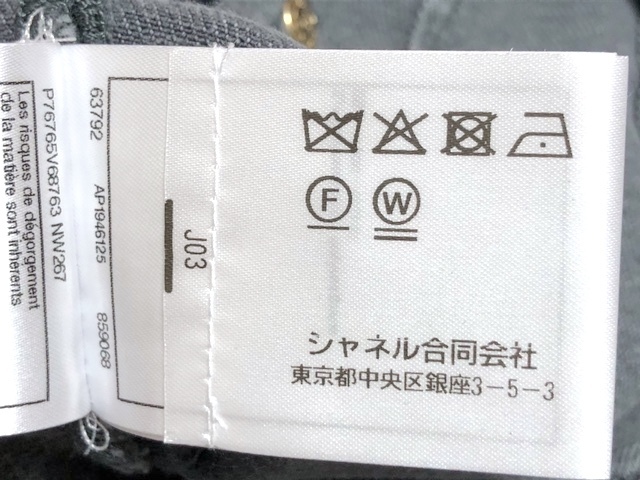 Les risques de dégorgement
de la matière sont inhérents
P76765V68763 NW267
63792 AP1946125 859068
J03
F W
シャネル合同会社
東京都中央区銀座3-5-3